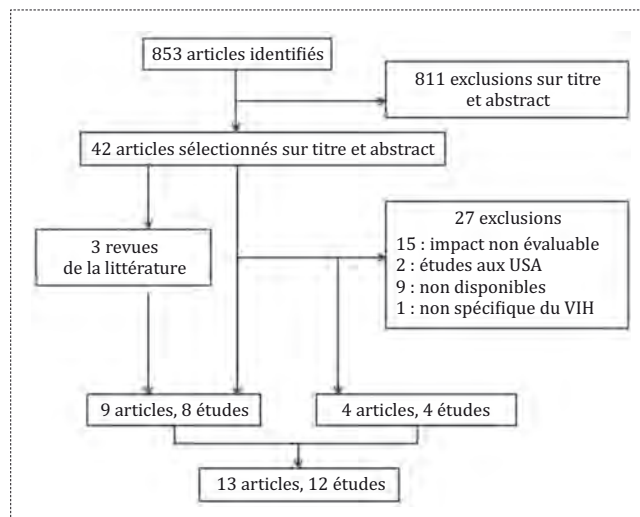 853 articles identifiés
811 exclusions sur titre
et abstract
42 articles sélectionnés sur titre et abstract
3 revues
de la littérature
27 exclusions
15 : impact non évaluable
2 : études aux USA
9 : non disponibles
1 : non spécifique du VIH
9 articles, 8 études
4 articles, 4 études
13 articles, 12 études